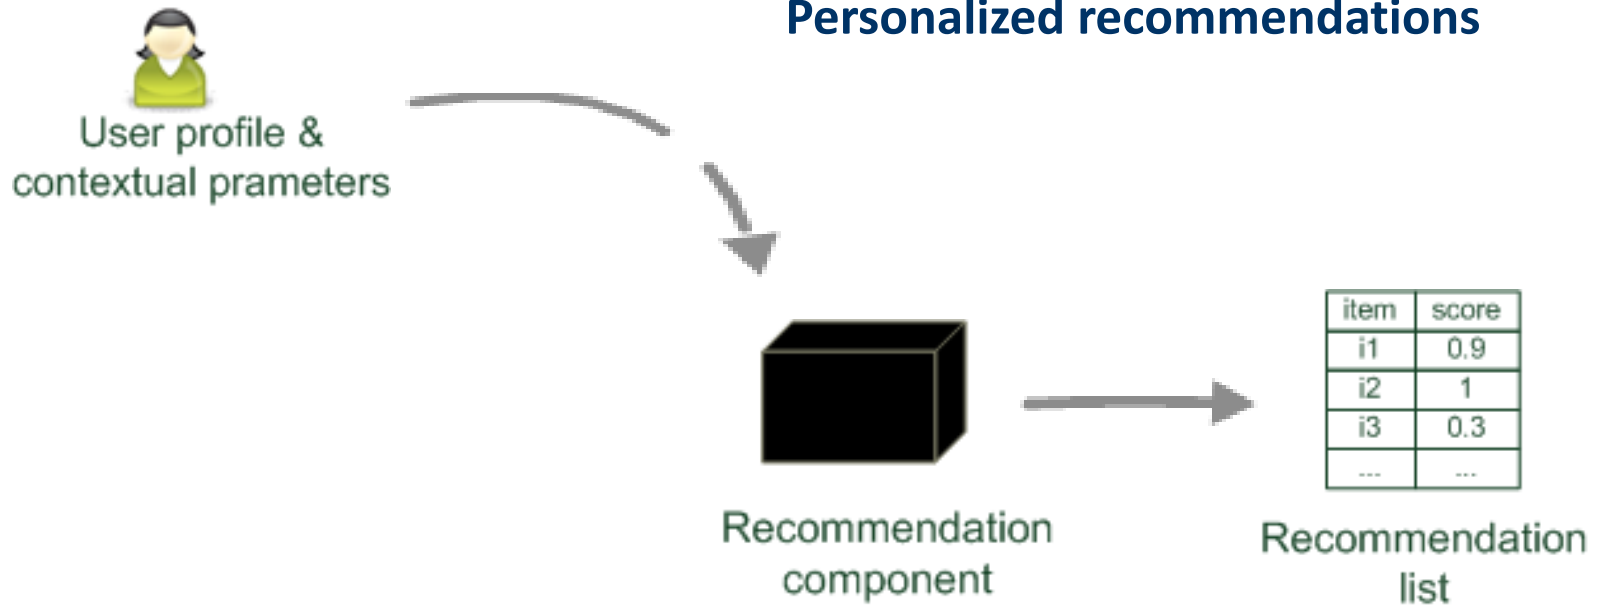 Personalized recommendations
User profile &
contextual prameters
item score
i1 0.9
i2 1
i3 0.3
... ...
Recommendation
component
Recommendation
list